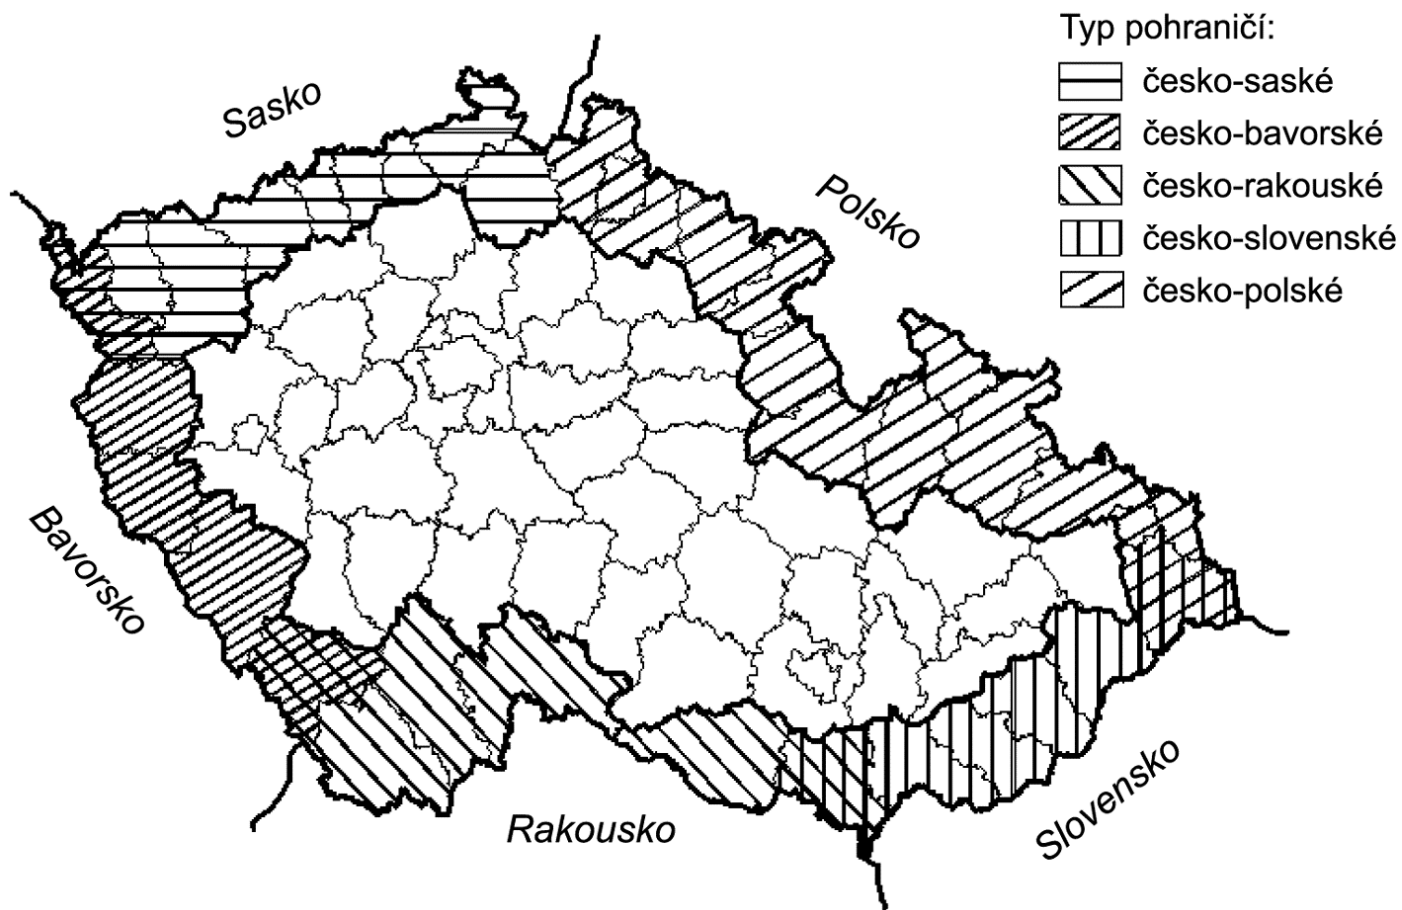 Typ pohraničí:
česko-saské
česko-bavorské
česko-rakouské
česko-slovenské
česko-polské
Sasko
Polsko
Bavorsko
Rakousko
Slovensko